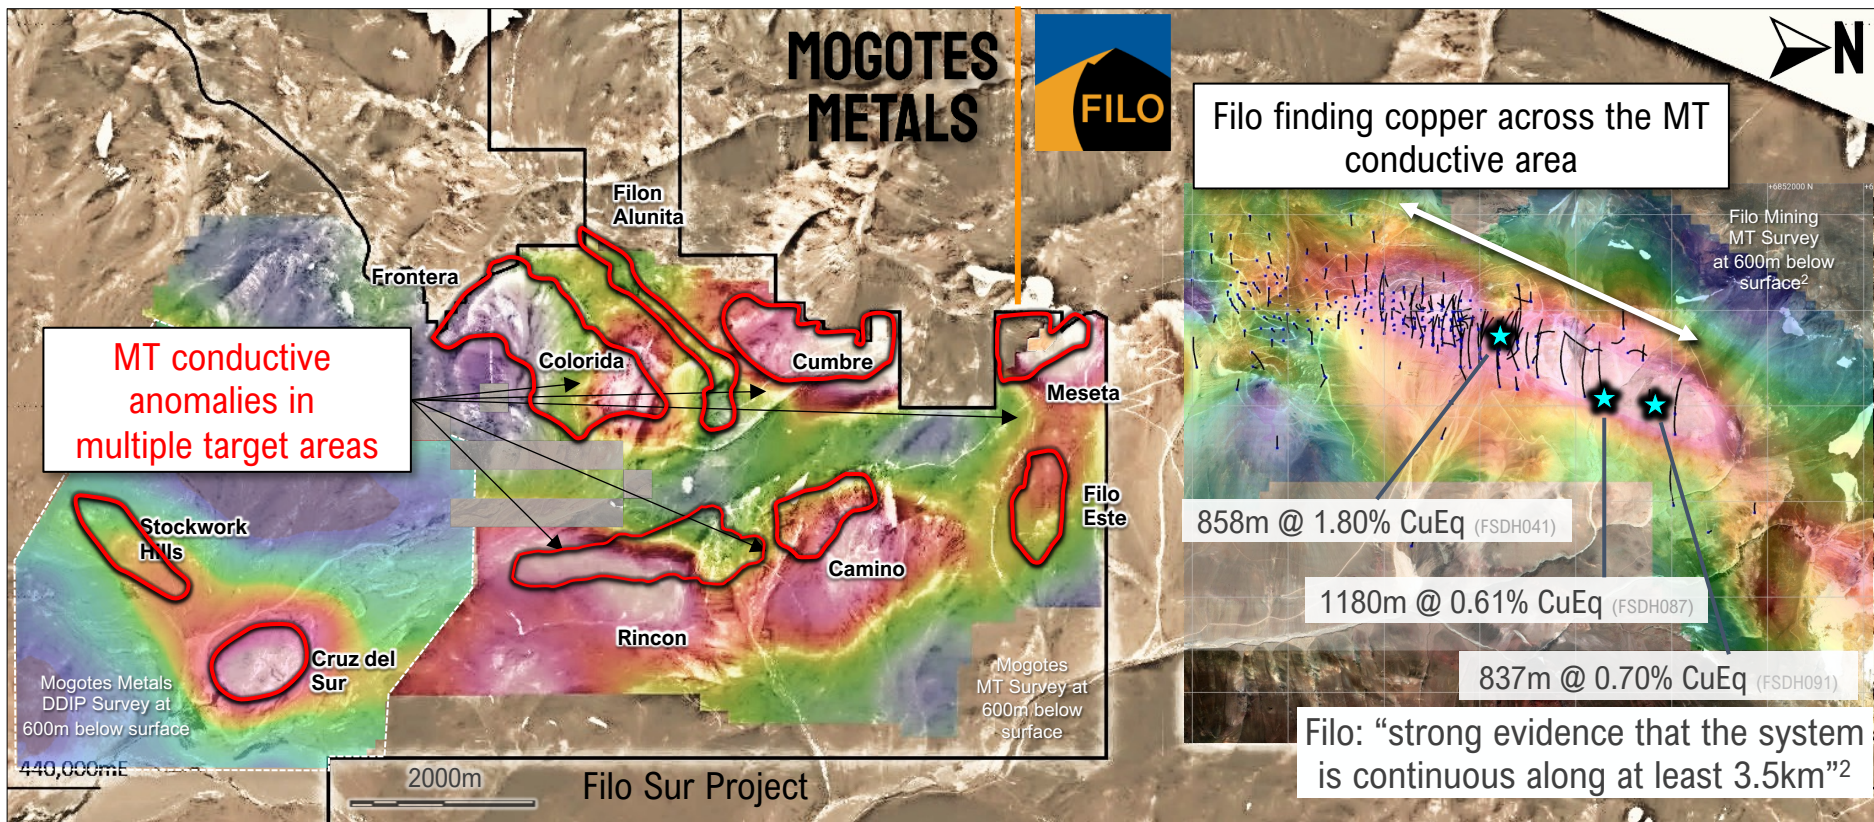 MOGOTES
METALS
FILO
N
Filo finding copper across the MT
conductive area
+6852000 N
Filo Mining
MT Survey
at 600m below
surface2
Filon
Alunita
Frontera
MT conductive
anomalies in
multiple target areas
Colorida
Cumbre
Meseta
Stockwork
Hills
Filo
Este
Camino
Rincon
Cruz del
Sur
Mogotes Metals
DDIP Survey at
600m below surface
Mogotes
MT Survey at
600m below
surface
858m @ 1.80% CuEq (FSDH041)
1180m @ 0.61% CuEq (FSDH087)
837m @ 0.70% CuEq (FSDH091)
Filo: “strong evidence that the system
is continuous along at least 3.5km”2
440,000mE
2000m
Filo Sur Project